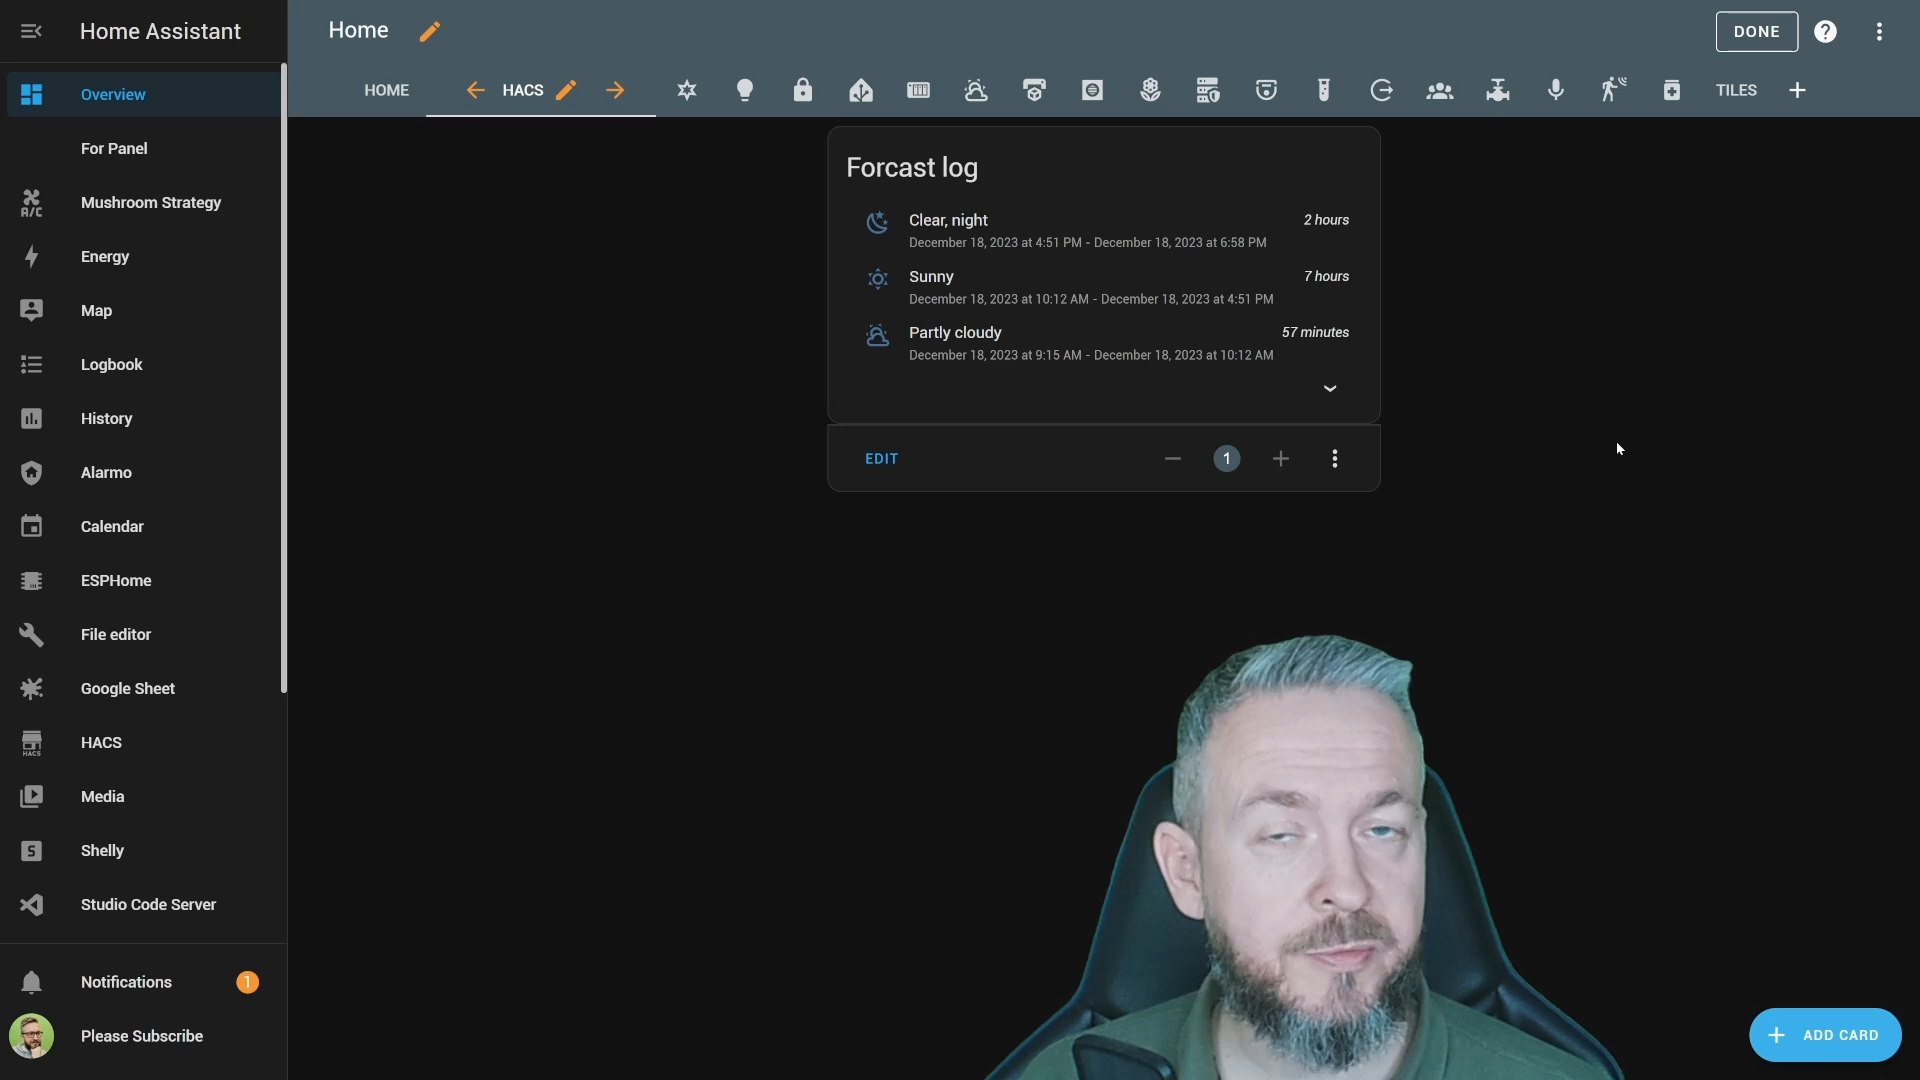 Home Assistant
Overview
For Panel
A/C
Mushroom Strategy
Energy
Map
Logbook
History
Alarmo
Calendar
ESPHome
File editor
Google Sheet
HACS
HACS
Media
S
Shelly
Studio Code Server
Notifications
1
Please Subscribe
Home
DONE
HOME
HACS
TILES
Forcast log
Clear, night
2 hours
December 18, 2023 at 4:51 PM - December 18, 2023 at 6:58 PM
Sunny
7 hours
December 18, 2023 at 10:12 AM - December 18, 2023 at 4:51 PM
Partly cloudy
57 minutes
December 18, 2023 at 9:15 AM - December 18, 2023 at 10:12 AM
EDIT
1
ADD CARD